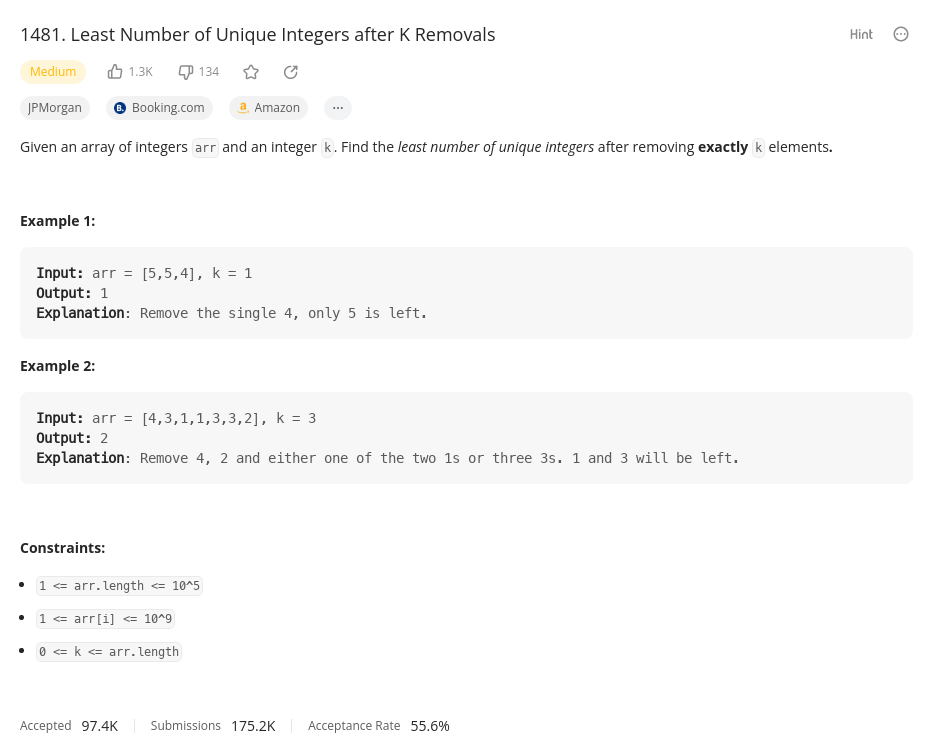 1481. Least Number of Unique Integers after K Removals
Hint
Medium 1.3K 134
JPMorgan B. Booking.com a Amazon ...
Given an array of integers arr and an integer k. Find the least number of unique integers after removing exactly k elements.
Example 1:
Input: arr = [5,5,4], k = 1
Output: 1
Explanation: Remove the single 4, only 5 is left.
Example 2:
Input: arr = [4,3,1,1,3,3,2], k = 3
Output: 2
Explanation: Remove 4, 2 and either one of the two 1s or three 3s. 1 and 3 will be left.
Constraints:
• 1 <= arr.length <= 10^5
• 1 <= arr[i] <= 10^9
• 0 <= k <= arr.length
Accepted 97.4K Submissions 175.2K Acceptance Rate 55.6%